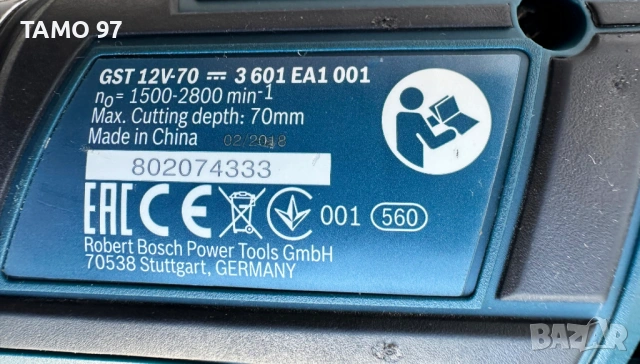 TAMO 97
GST 12V-70 ⎓ 3 601 EA1 001
n₀= 1500-2800 min⁻¹
Max. Cutting depth: 70mm
Made in China 02/2018
802074333
EAC CE 001 560
Robert Bosch Power Tools GmbH
70538 Stuttgart, GERMANY
BAZAR